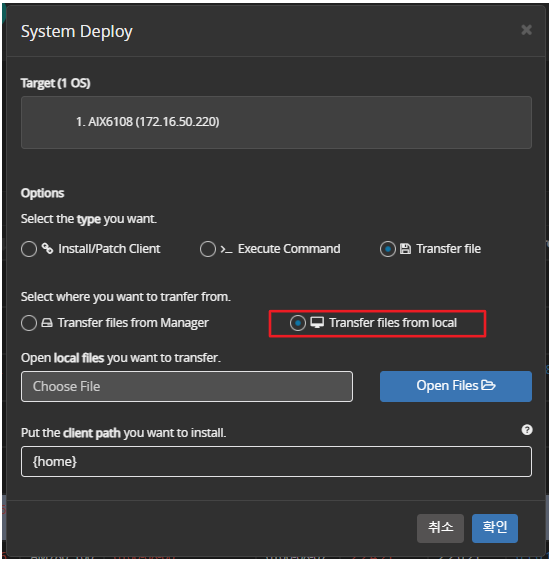 System Deploy
Target (1 OS)
1. AIX6108 (172.16.50.220)
Options
Select the type you want.
Install/Patch Client >_ Execute Command Transfer file
Select where you want to tranfer from.
Transfer files from Manager Transfer files from local
Open local files you want to transfer.
Choose File Open Files
Put the client path you want to install.
{home}
취소 확인